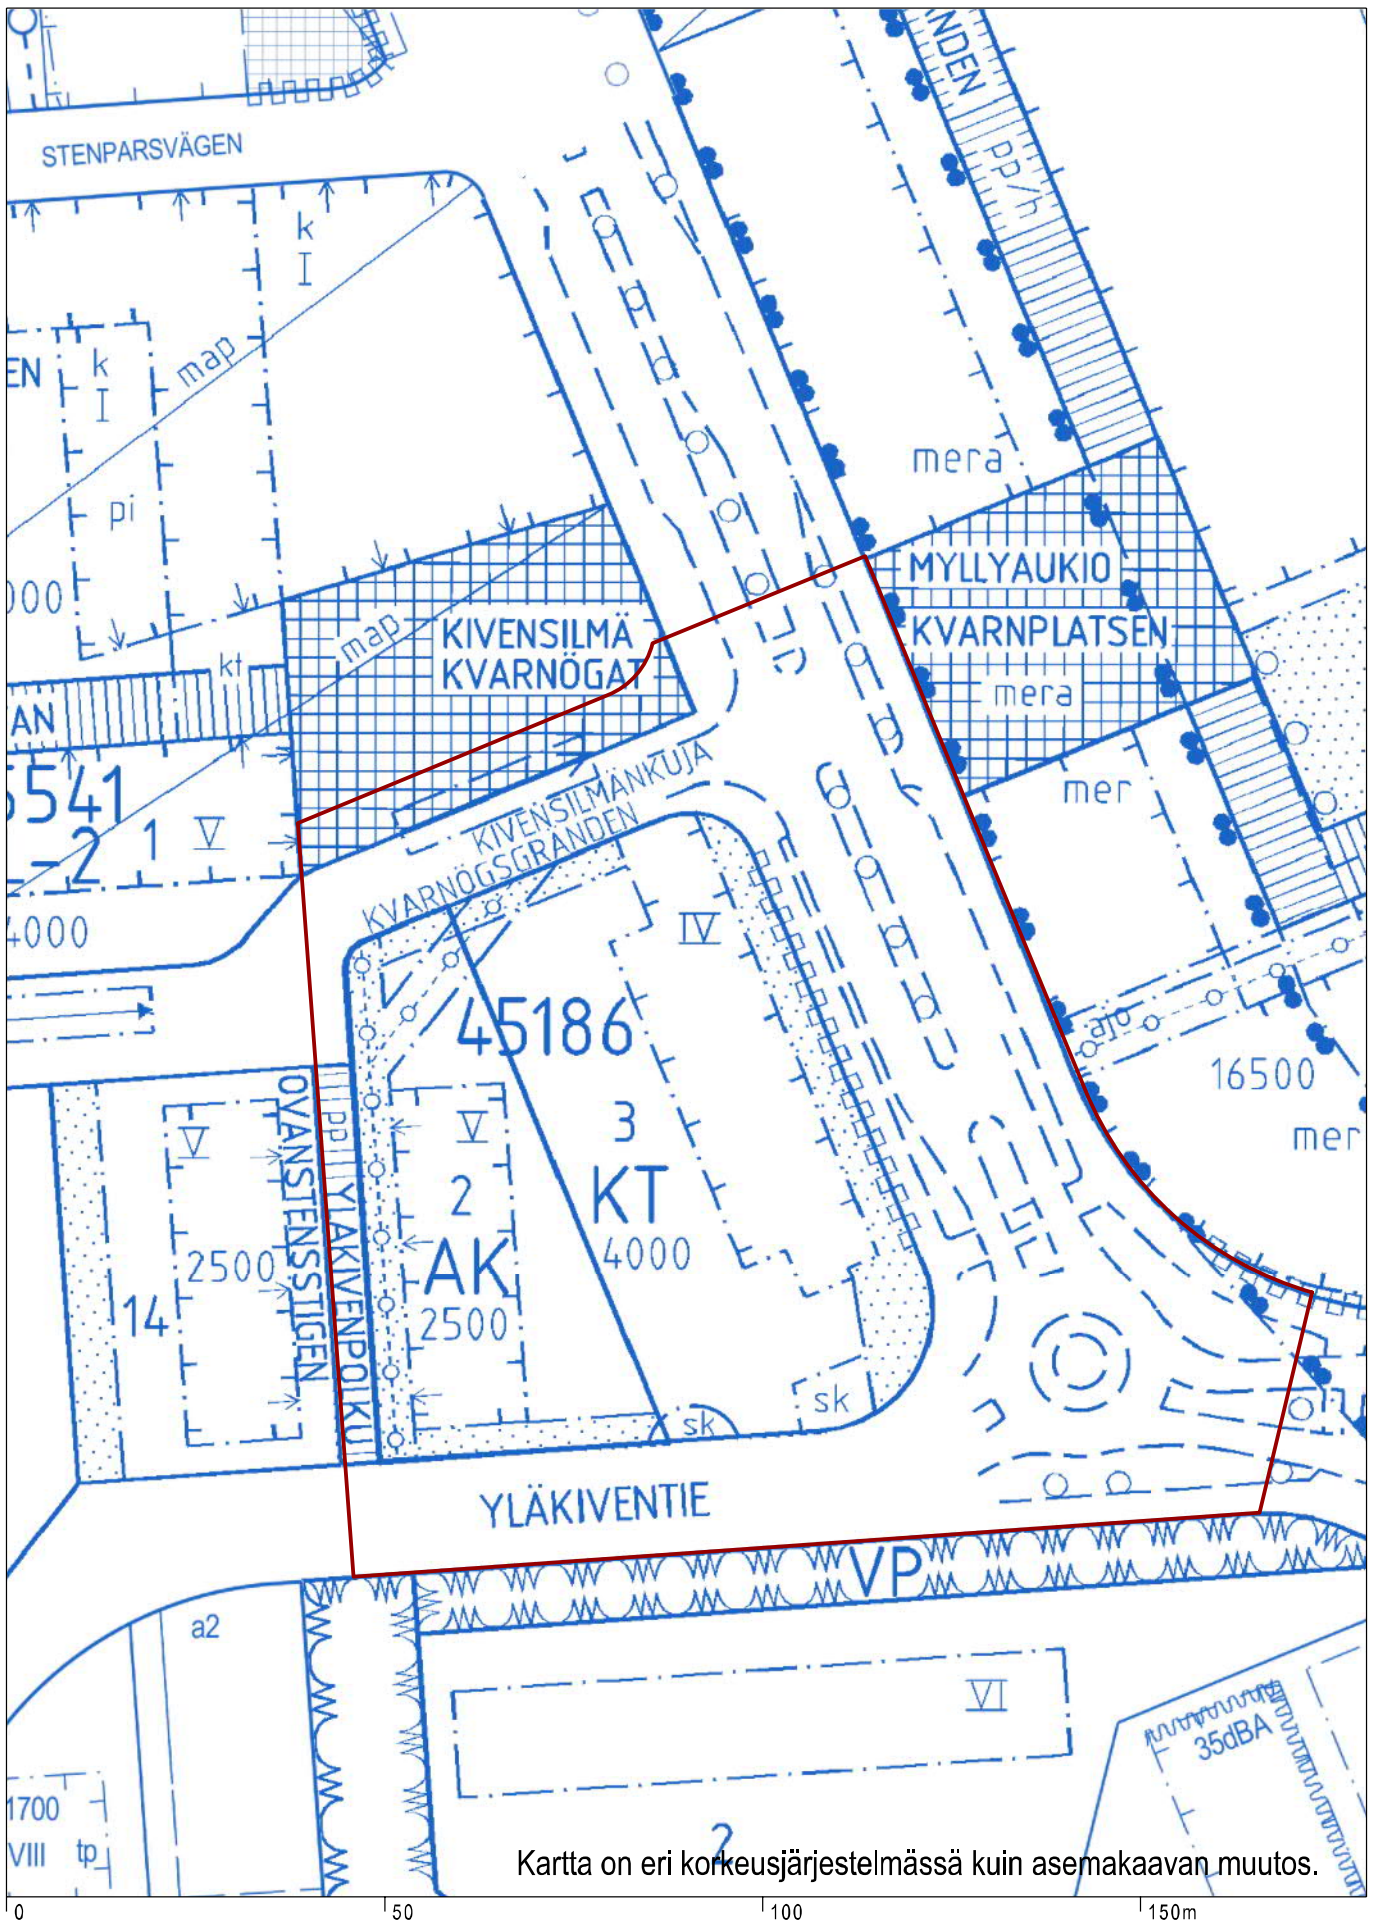 STENPARSVÄGEN
k
I
NDEN
pp/h
EN
k
I
map
pi
mera
000
kt
map
KIVENSILMÄ
KVARNÖGAT
MYLLYAUKIO
KVARNPLATSEN
mera
AN
5541
-2 1 V
4000
KIVENSILMÄNKUJA
KVARNÖGSGRÄNDEN
mer
IV
45186
ajo
16500
mer
OVANSTENSSTIGEN
pp
YLÄKIVENPOLKU
V
2500
14
V
2
AK
2500
3
KT
4000
sk
sk
YLÄKIVENTIE
VP
a2
VI
35dBA
1700
VIII
tp
2
Kartta on eri korkeusjärjestelmässä kuin asemakaavan muutos.
0 50 100 150m